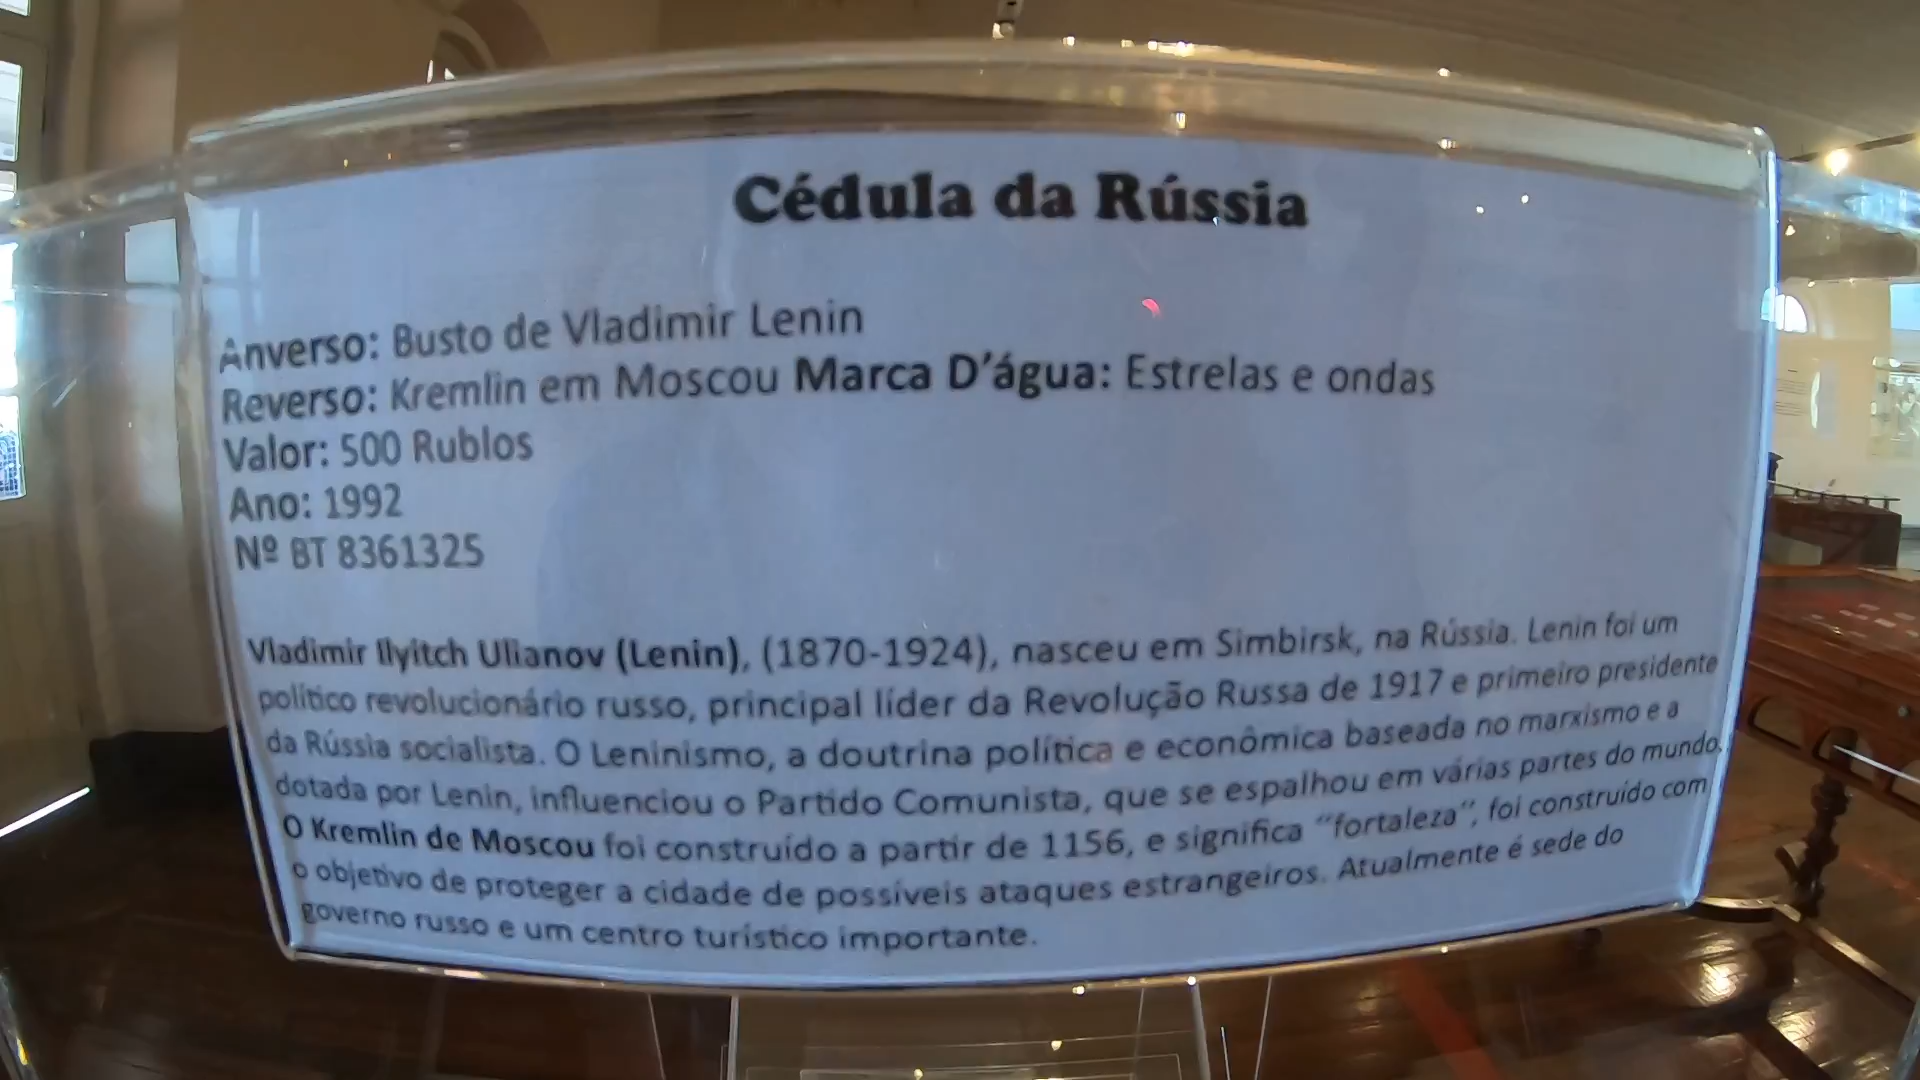 Cédula da Rússia
Anverso: Busto de Vladimir Lenin
Reverso: Kremlin em Moscou Marca D’água: Estrelas e ondas
Valor: 500 Rublos
Ano: 1992
Nº BT 8361325
Vladimir Ilyitch Ulianov (Lenin), (1870-1924), nasceu em Simbirsk, na Rússia. Lenin foi um
político revolucionário russo, principal líder da Revolução Russa de 1917 e primeiro presidente
da Rússia socialista. O Leninismo, a doutrina política e econômica baseada no marxismo e a
dotada por Lenin, influenciou o Partido Comunista, que se espalhou em várias partes do mundo.
O Kremlin de Moscou foi construído a partir de 1156, e significa “fortaleza”, foi construído com
o objetivo de proteger a cidade de possíveis ataques estrangeiros. Atualmente é sede do
governo russo e um centro turístico importante.